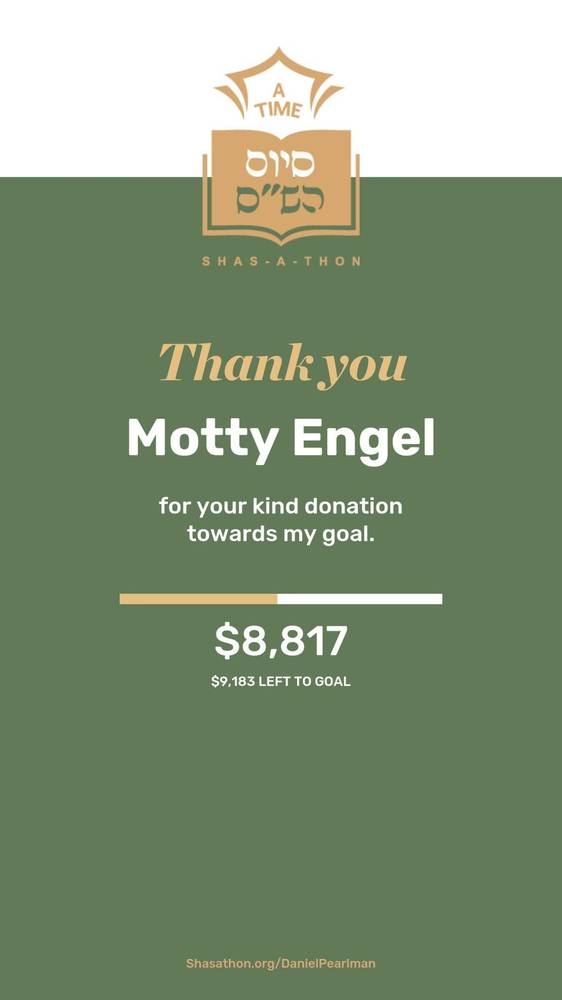 A
TIME
סיום
הש״ס
SHAS-A-THON
Thank you
Motty Engel
for your kind donation
towards my goal.
$8,817
$9,183 LEFT TO GOAL
Shasathon.org/DanielPearlman